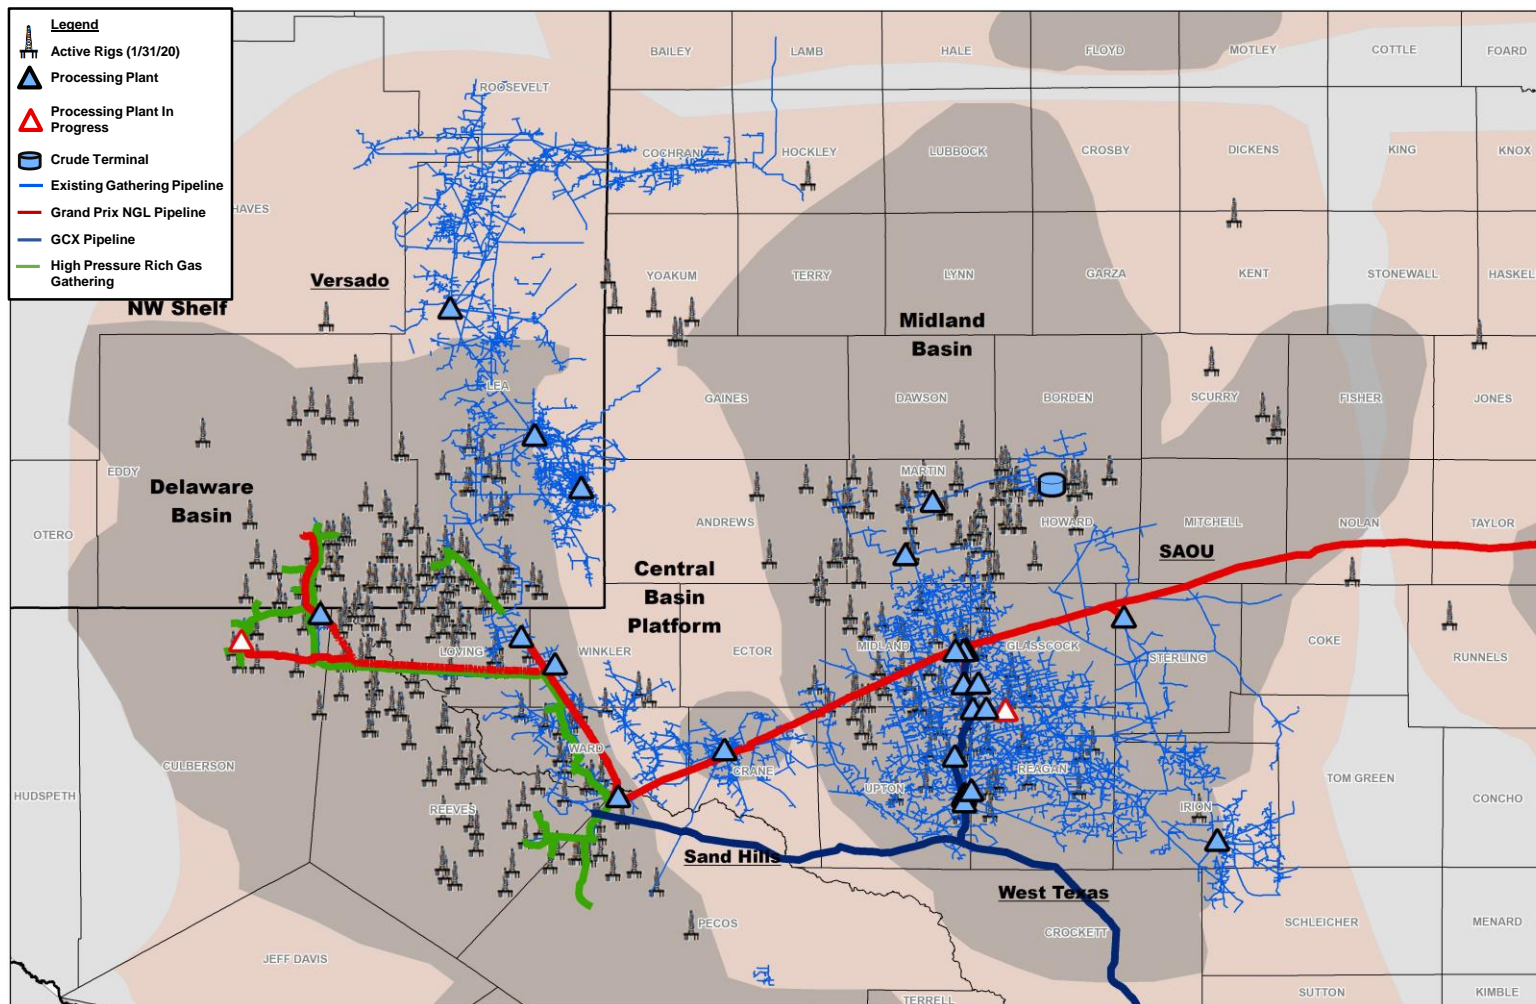 Legend
Active Rigs (1/31/20)
Processing Plant
Processing Plant In
Progress
Crude Terminal
Existing Gathering Pipeline
Grand Prix NGL Pipeline
GCX Pipeline
High Pressure Rich Gas
Gathering
BAILEY
LAMB
HALE
FLOYD
MOTLEY
COTTLE
FOARD
ROOSEVELT
COCHRAN
HOCKLEY
LUBBOCK
CROSBY
DICKENS
KING
KNOX
HAVES
Versado
NW Shelf
YOAKUM
TERRY
LYNN
GARZA
KENT
STONEWALL
HASKEL
Midland
Basin
LEA
GAINES
DAWSON
BORDEN
SCURRY
FISHER
JONES
EDDY
Delaware
Basin
MARTIN
OTERO
ANDREWS
HOWARD
MITCHELL
NOLAN
TAYLOR
SAOU
Central
Basin
Platform
LOVING
WINKLER
ECTOR
MIDLAND
GLASSCOCK
STERLING
COKE
RUNNELS
WARD
CRANE
CULBERSON
HUDSPETH
REEVES
UPTON
REAGAN
IRION
TOM GREEN
CONCHO
Sand Hills
West Texas
PECOS
CROCKETT
SCHLEICHER
MENARD
JEFF DAVIS
TERRELL
SUTTON
KIMBLE